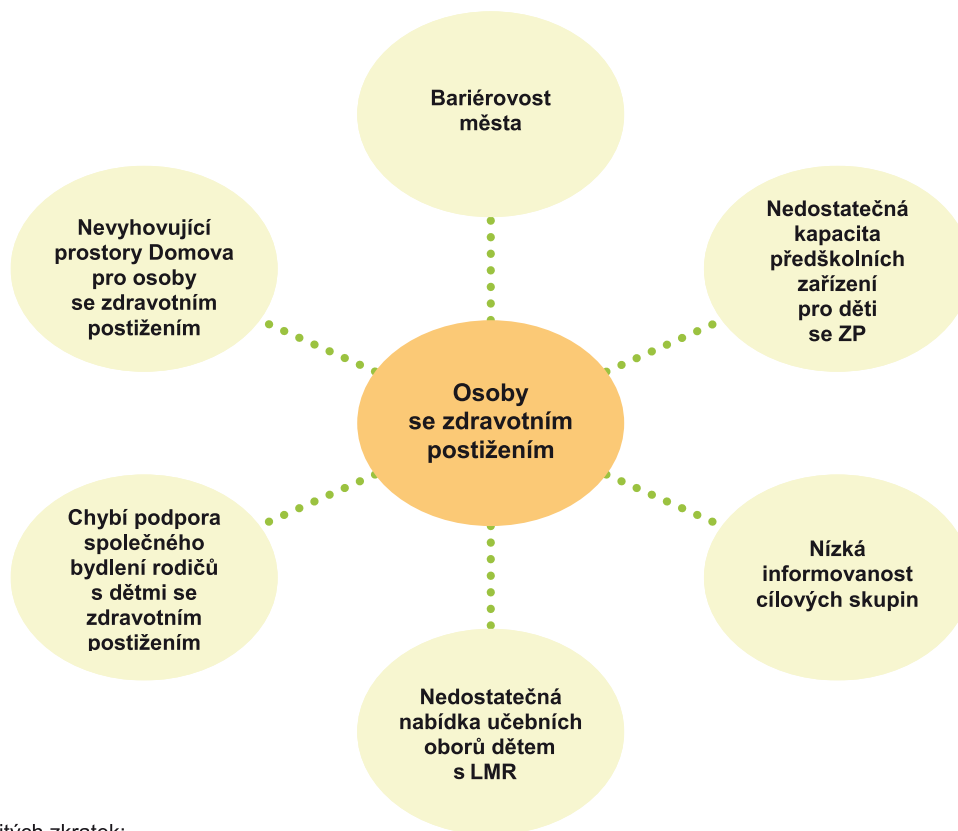 Bariérovost
města
Nevyhovující
prostory Domova
pro osoby
se zdravotním
postižením
Nedostatečná
kapacita
předškolních
zařízení
pro děti
se ZP
Osoby
se zdravotním
postižením
Chybí podpora
společného
bydlení rodičů
s dětmi se
zdravotním
postižením
Nízká
informovanost
cílových skupin
Nedostatečná
nabídka učebních
oborů dětem
s LMR
zkratek: